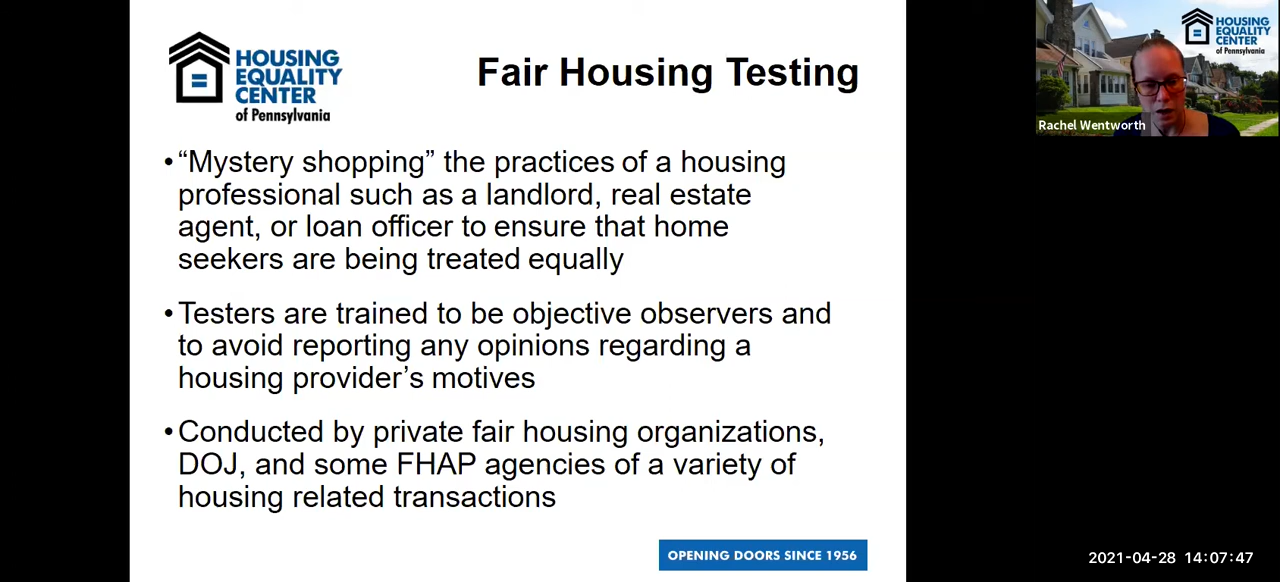 HOUSING
EQUALITY
CENTER
of Pennsylvania
Fair Housing Testing
• “Mystery shopping” the practices of a housing
professional such as a landlord, real estate
agent, or loan officer to ensure that home
seekers are being treated equally
• Testers are trained to be objective observers and
to avoid reporting any opinions regarding a
housing provider’s motives
• Conducted by private fair housing organizations,
DOJ, and some FHAP agencies of a variety of
housing related transactions
OPENING DOORS SINCE 1956
HOUSING
EQUALITY
CENTER
of Pennsylvania
Rachel Wentworth
2021-04-28 14:07:47